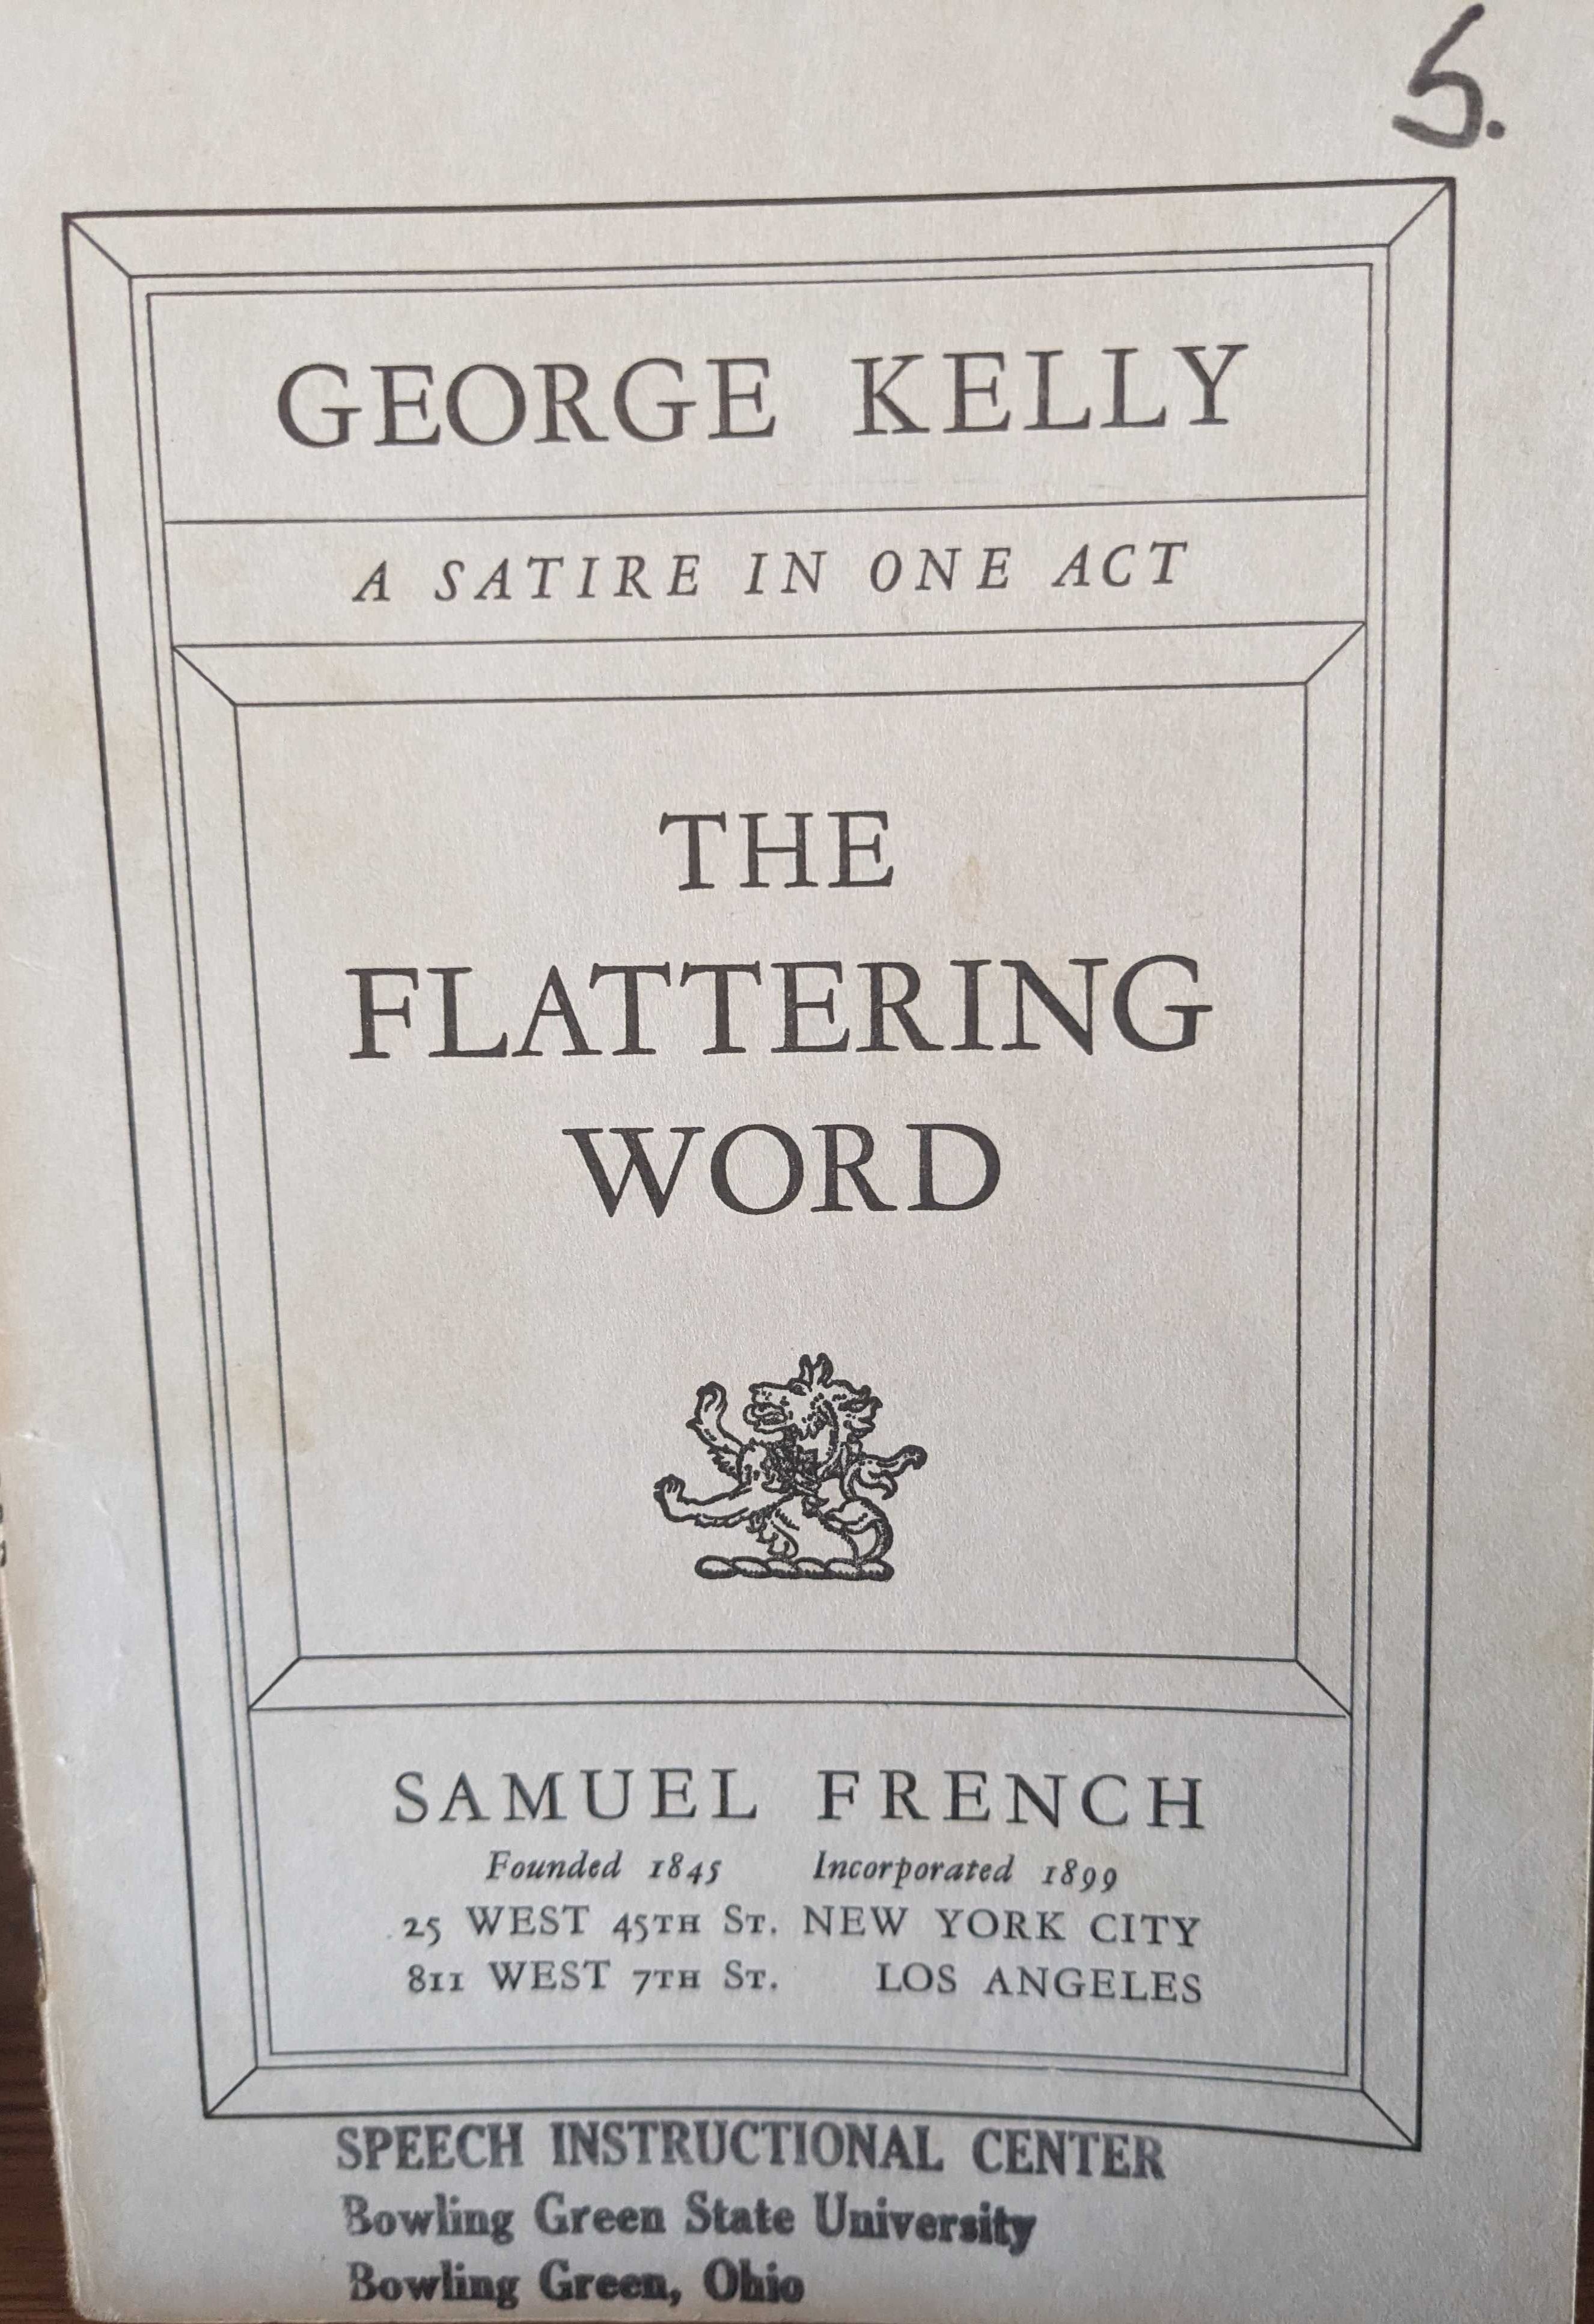 5.
GEORGE KELLY
A SATIRE IN ONE ACT
THE
FLATTERING
WORD
SAMUEL FRENCH
Founded 1845 Incorporated 1899
25 WEST 45TH ST. NEW YORK CITY
811 WEST 7TH ST. LOS ANGELES
SPEECH INSTRUCTIONAL CENTER
Bowling Green State University
Bowling Green, Ohio